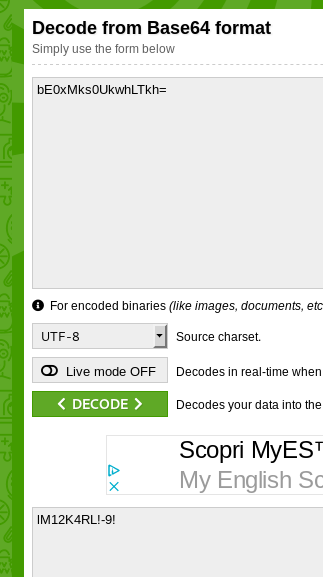 Decode from Base64 format
Simply use the form below
bE0xMks0UkwhLTkh=
For encoded binaries (like images, documents, etc
UTF-8
Source charset.
Live mode OFF
Decodes in real-time when
< DECODE >
Decodes your data into the
Scopri MyES™
My English Sc
lM12K4RL!-9!